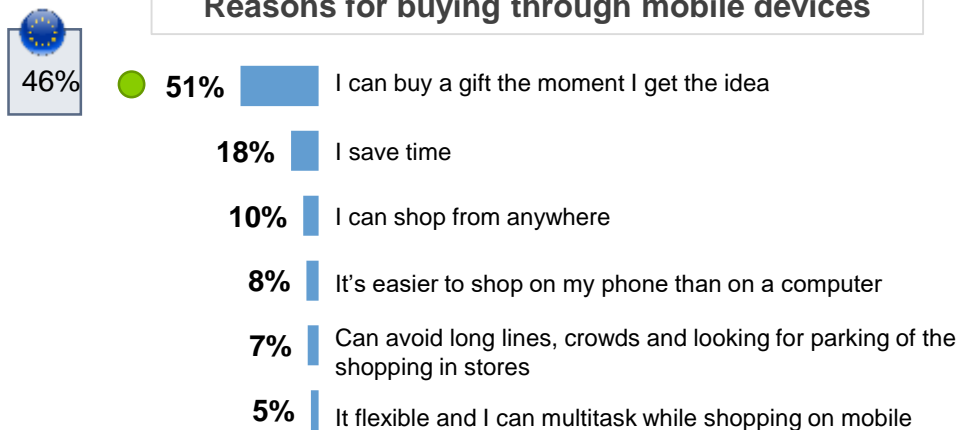 Reasons for buying through mobile devices
46%
51% I can buy a gift the moment I get the idea
18% I save time
10% I can shop from anywhere
8% It’s easier to shop on my phone than on a computer
7% Can avoid long lines, crowds and looking for parking of the
shopping in stores
5% It flexible and I can multitask while shopping on mobile